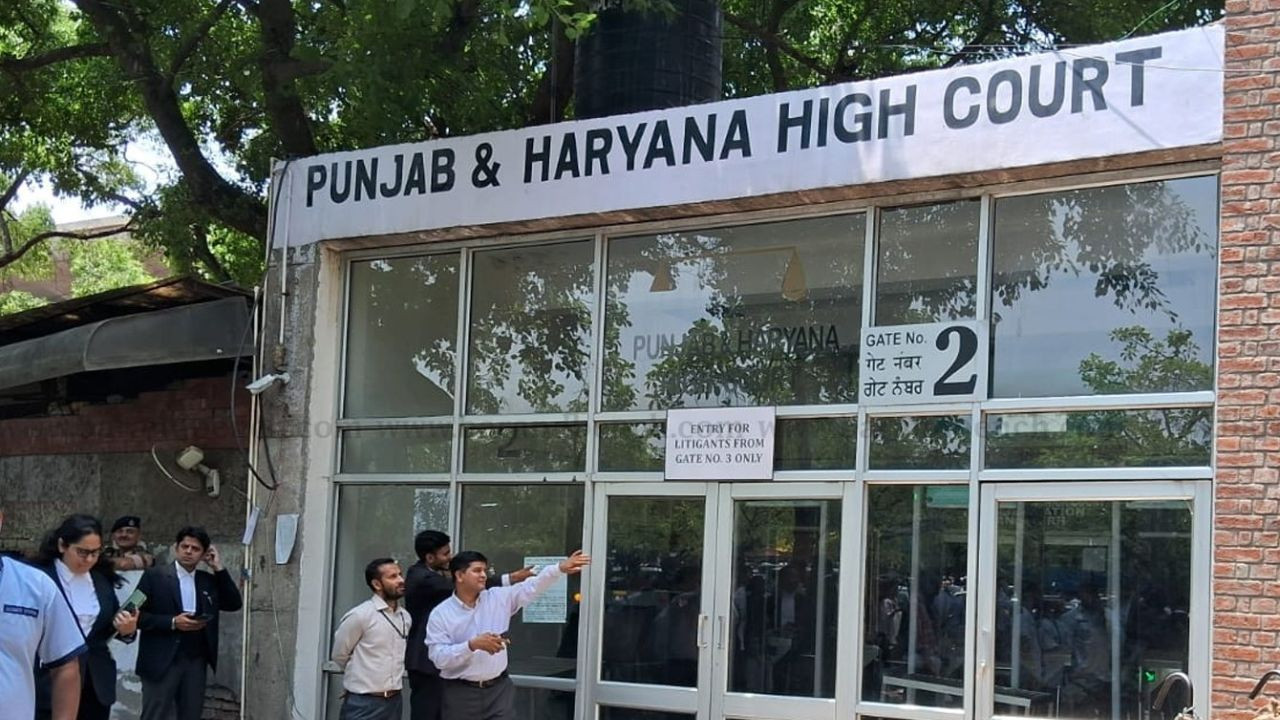 PUNJAB & HARYANA HIGH COURT
PUNJAB & HARYANA
GATE No.
गेट नंबर
ਗੇਟ ਨੰਬਰ
2
ENTRY FOR
LITIGANTS FROM
GATE NO. 3 ONLY